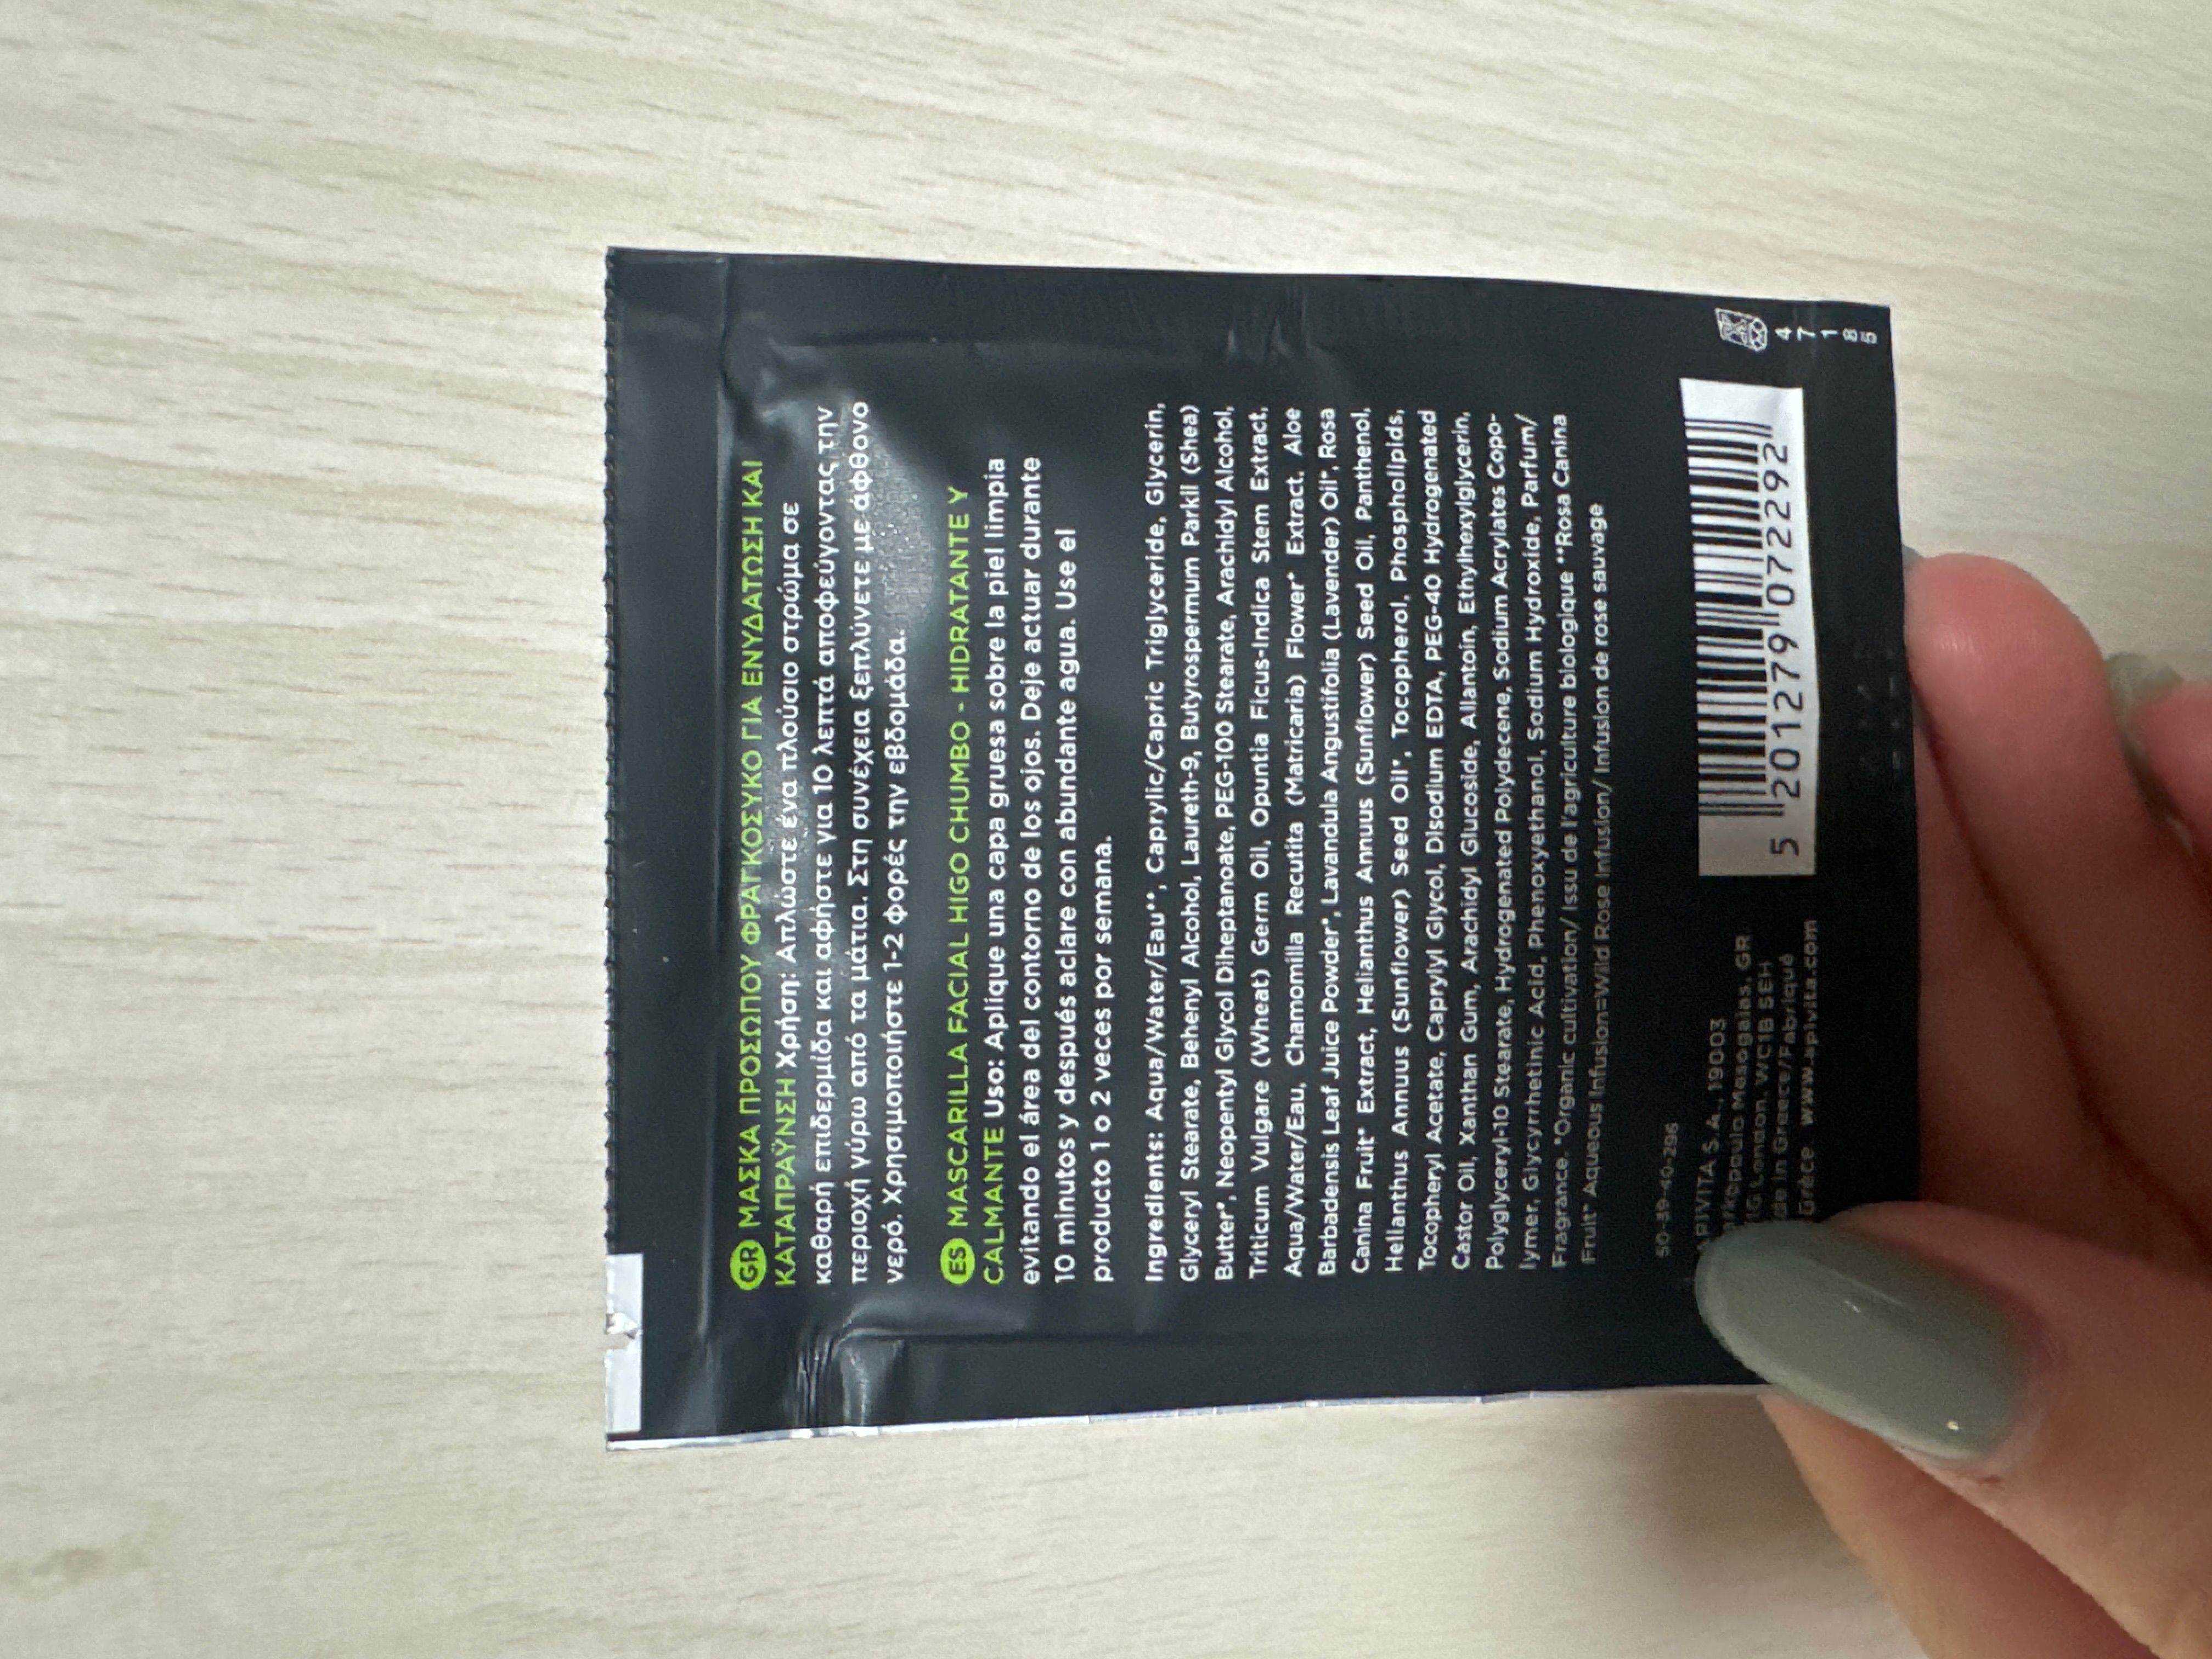 GR ΜΑΣΚΑ ΠΡΟΣΩΠΟΥ ΦΡΑΓΚΟΣΥΚΟ ΓΙΑ ΕΝΥΔΑΤΩΣΗ ΚΑΙ
ΚΑΤΑΠΡΑΫΝΣΗ Χρήση: Απλώστε ένα πλούσιο στρώμα σε
καθαρή επιδερμίδα και αφήστε για 10 λεπτά αποφεύγοντας την
περιοχή γύρω από τα μάτια. Στη συνέχεια ξεπλύνετε με άφθονο
νερό. Χρησιμοποιήστε 1-2 φορές την εβδομάδα.
ES MASCARILLA FACIAL HIGO CHUMBO - HIDRATANTE Y
CALMANTE Uso: Aplique una capa gruesa sobre la piel limpia
evitando el área del contorno de los ojos. Deje actuar durante
10 minutos y después aclare con abundante agua. Use el
producto 1 o 2 veces por semana.
Ingredients: Aqua/Water/Eau**, Caprylic/Capric Triglyceride, Glycerin,
Glyceryl Stearate, Behenyl Alcohol, Laureth-9, Butyrospermum Parkii (Shea)
Butter*, Neopentyl Glycol Diheptanoate, PEG-100 Stearate, Arachidyl Alcohol,
Triticum Vulgare (Wheat) Germ Oil, Opuntia Ficus-Indica Stem Extract,
Aqua/Water/Eau, Chamomilla Recutita (Matricaria) Flower* Extract, Aloe
Barbadensis Leaf Juice Powder*, Lavandula Angustifolia (Lavender) Oil*, Rosa
Canina Fruit* Extract, Helianthus Annuus (Sunflower) Seed Oil, Panthenol,
Helianthus Annuus (Sunflower) Seed Oil*, Tocopherol, Phospholipids,
Tocopheryl Acetate, Caprylyl Glycol, Disodium EDTA, PEG-40 Hydrogenated
Castor Oil, Xanthan Gum, Arachidyl Glucoside, Allantoin, Ethylhexylglycerin,
Polyglyceryl-10 Stearate, Hydrogenated Polydecene, Sodium Acrylates Copo-
lymer, Glycyrrhetinic Acid, Phenoxyethanol, Sodium Hydroxide, Parfum/
Fragrance. *Organic cultivation/ Issu de l'agriculture biologique **Rosa Canina
Fruit* Aqueous Infusion=Wild Rose Infusion/ Infusion de rose sauvage
50-39-40-296
APIVITA S.A., 19003
Mesogaias, GR
London, WC1B 5EH
in Greece/Fabriqué
Grèce www.apivita.com
5 201279 072292
47185